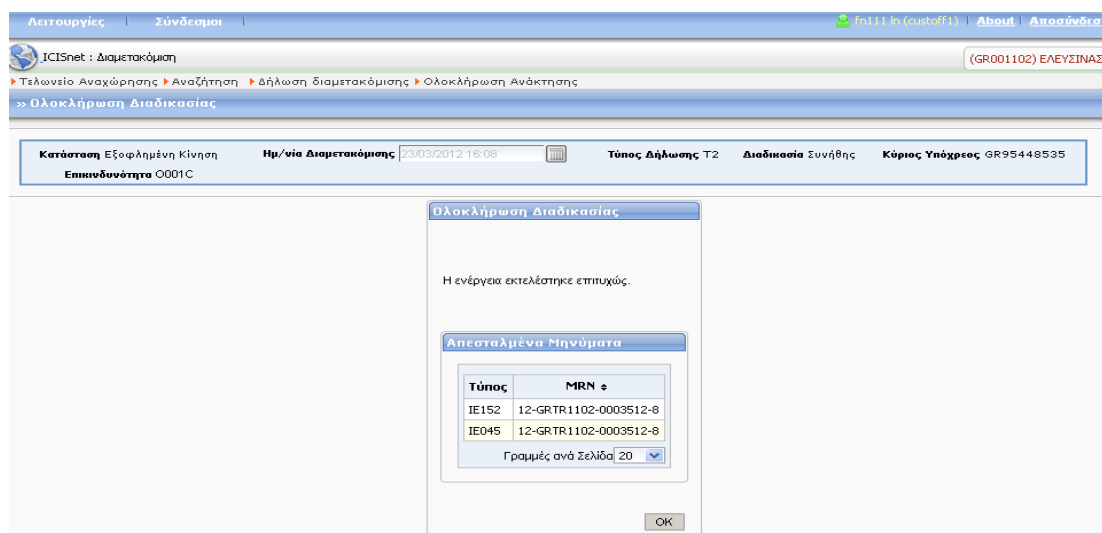 Λειτουργίες | Σύνδεσμοι | fn111 ln (custoff1) | About | Αποσύνδεσ
ICISnet : Διαμετακόμιση (GR001102) ΕΛΕΥΣΙΝΑΣ
Τελωνείο Αναχώρησης Αναζήτηση Δήλωση διαμετακόμισης Ολοκλήρωση Ανάκτησης
» Ολοκλήρωση Διαδικασίας
Κατάσταση Εξοφλημένη Κίνηση Ημ/νία Διαμετακόμισης 23/03/2012 16:08 Τύπος Δήλωσης T2 Διαδικασία Συνήθης Κύριος Υπόχρεος GR95448535
Επικινδυνότητα O001C
Ολοκλήρωση Διαδικασίας
Η ενέργεια εκτελέστηκε επιτυχώς.
Απεσταλμένα Μηνύματα
Τύπος MRN
IE152 12-GRTR1102-0003512-8
IE045 12-GRTR1102-0003512-8
Γραμμές ανά Σελίδα 20
OK